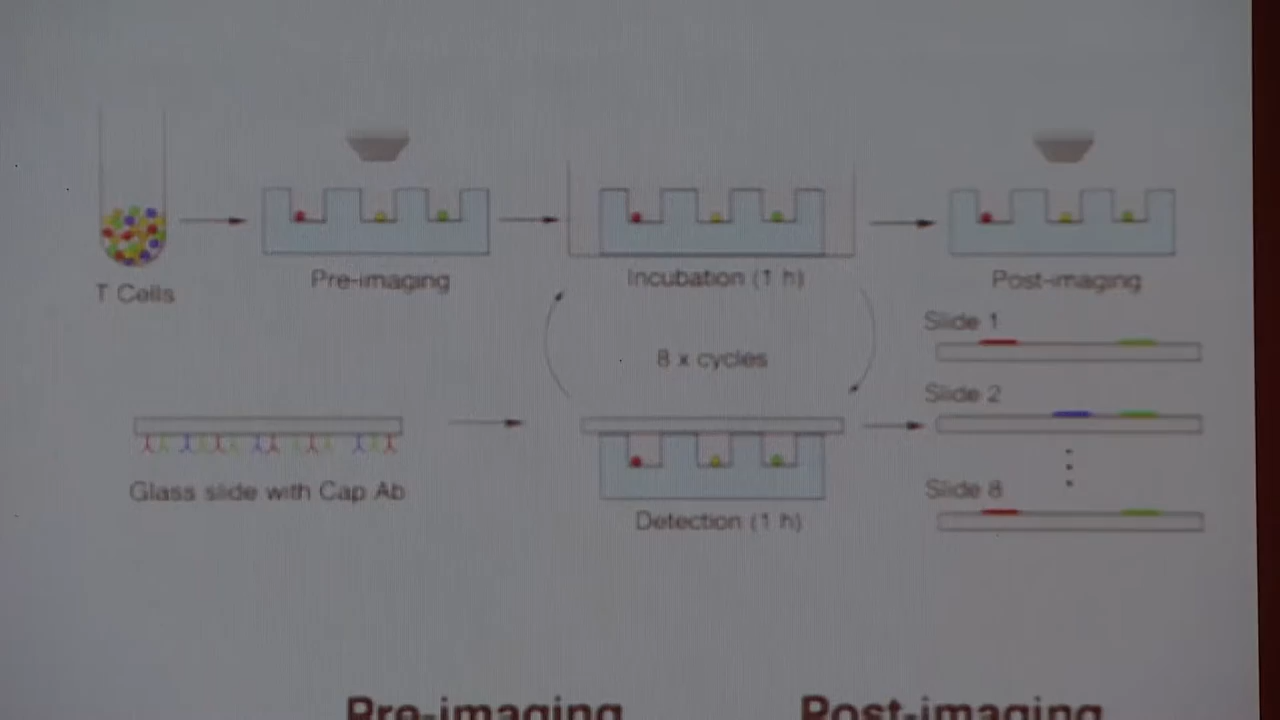 T Cells
Pre-imaging
Incubation (1 h)
Post-imaging
8 x cycles
Slide 1
Slide 2
Slide 8
Glass slide with Cap Ab
Detection (1 h)
Pre-imaging
Post-imaging